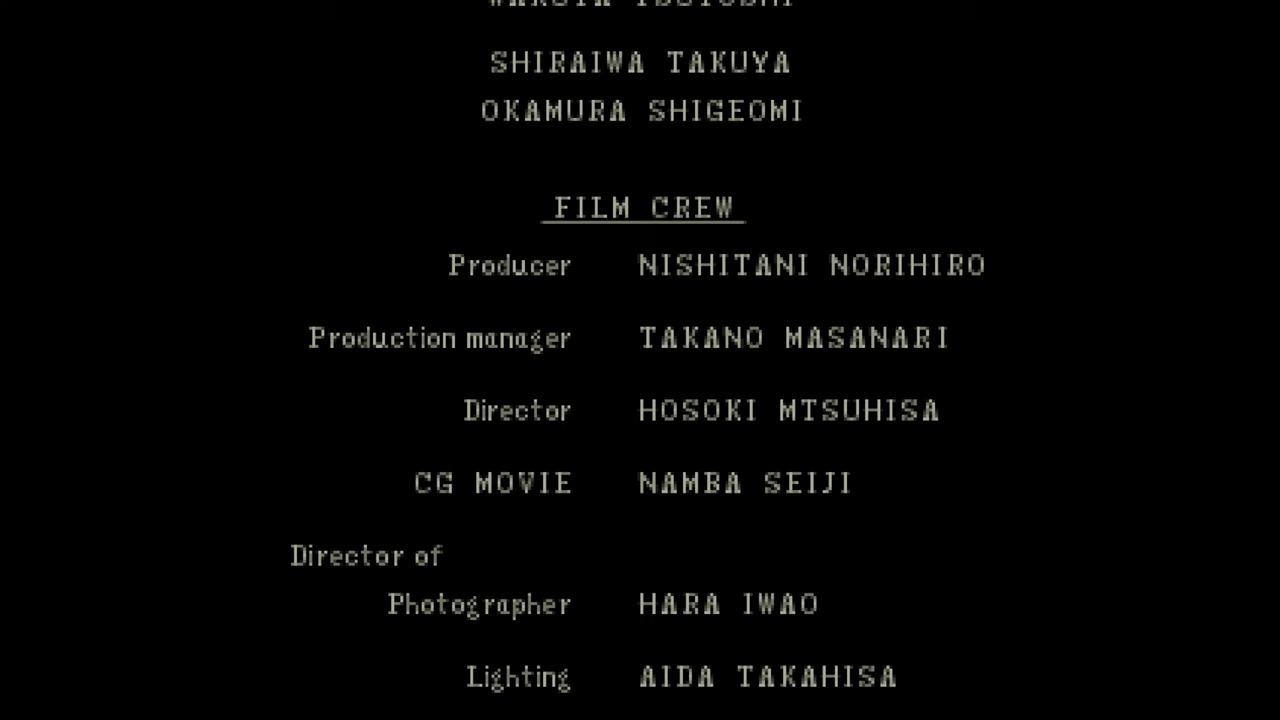 SHIRAIWA TAKUYA
OKAMURA SHIGEOMI
FILM CREW
Producer NISHITANI NORIHIRO
Production manager TAKANO MASANARI
Director HOSOKI MTSUHISA
CG MOVIE NAMBA SEIJI
Director of
Photographer HARA IWAO
Lighting AIDA TAKAHISA